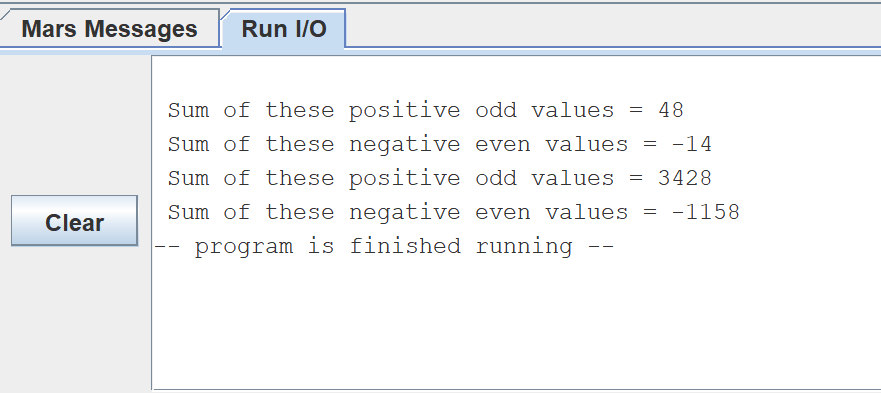 Mars Messages Run I/O
Sum of these positive odd values = 48
Sum of these negative even values = -14
Sum of these positive odd values = 3428
Sum of these negative even values = -1158
Clear
-- program is finished running --